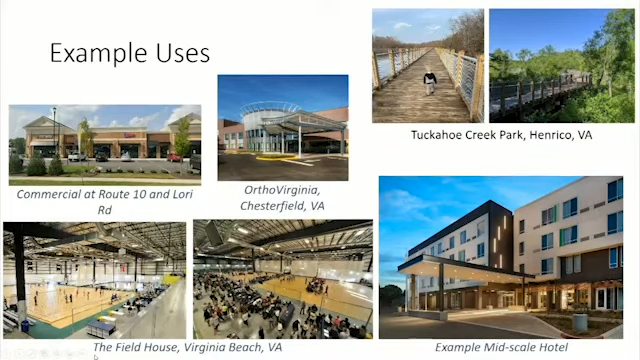 Example Uses
Tuckahoe Creek Park, Henrico, VA
Commercial at Route 10 and Lori
Rd
OrthoVirginia,
Chesterfield, VA
The Field House, Virginia Beach, VA
Example Mid-scale Hotel